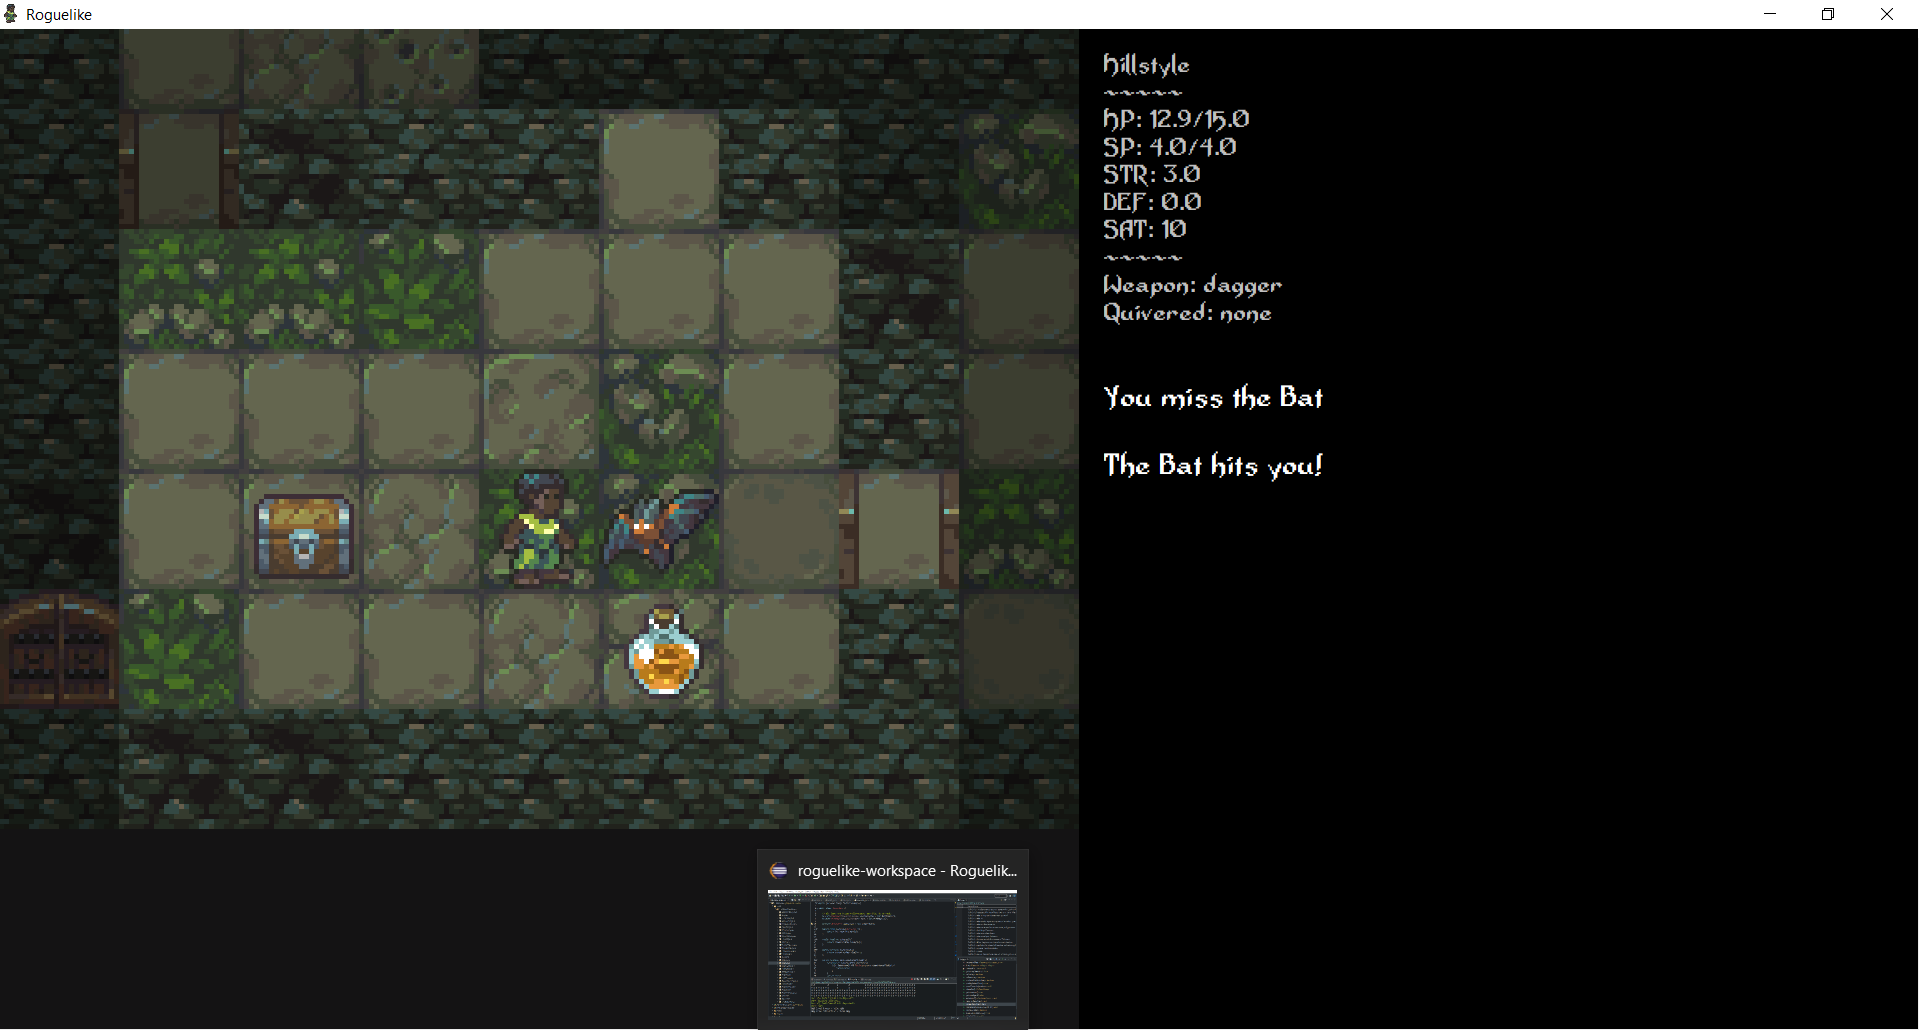 Roguelike
Hillstyle
~~~~~
HP: 12.9/15.0
SP: 4.0/4.0
STR: 3.0
DEF: 0.0
SAT: 10
~~~~~
Weapon: dagger
Quivered: none
You miss the Bat
The Bat hits you!
roguelike-workspace - Roguelik...